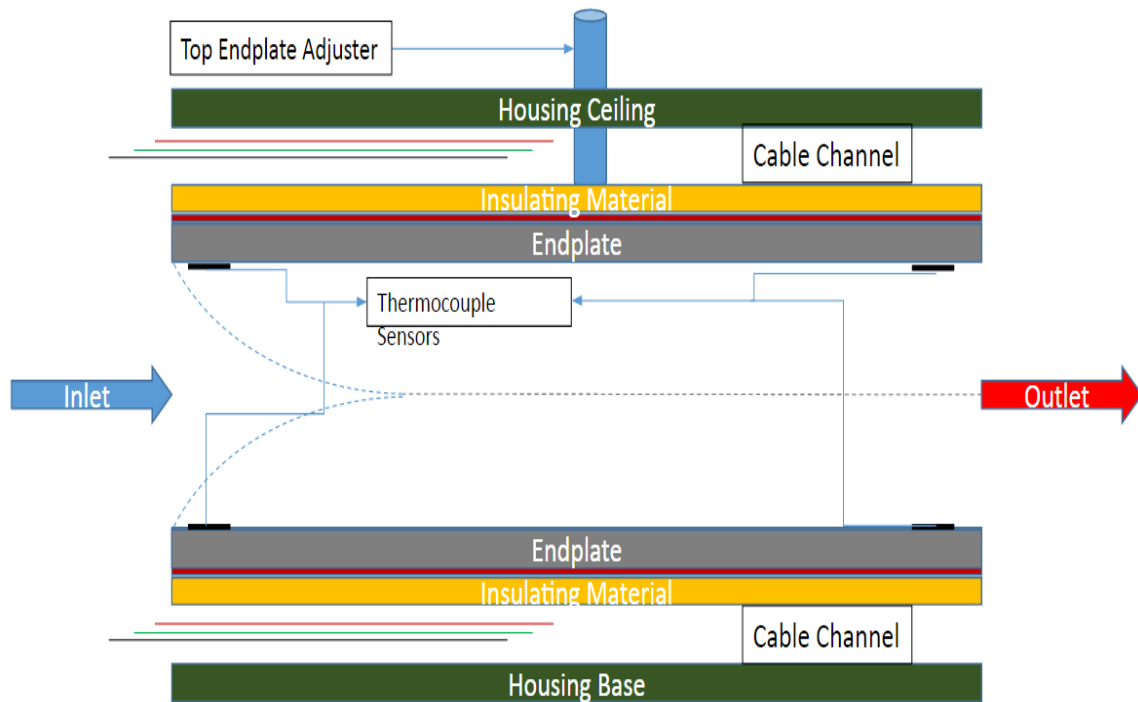 Top Endplate Adjuster
Housing Ceiling
Cable Channel
Insulating Material
Endplate
Thermocouple
Sensors
Inlet
Outlet
Endplate
Insulating Material
Cable Channel
Housing Base